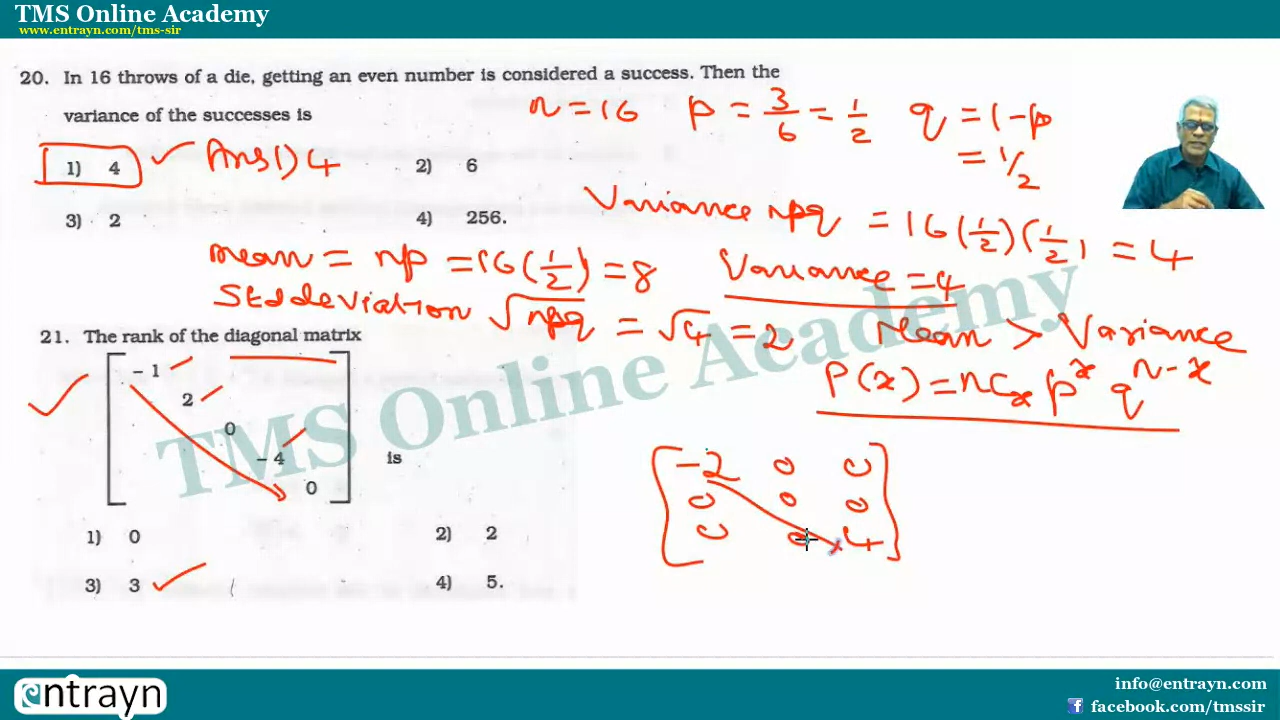 TMS Online Academy
www.entrayn.com/tms-sir
20. In 16 throws of a die, getting an even number is considered a success. Then the
variance of the successes is
n = 16 p = 3/6 = 1/2 q = 1 - p
= 1/2
1) 4 ✓ Ans 1) 4 2) 6
3) 2 4) 256.
Variance npq = 16 (1/2) (1/2) = 4
mean = np = 16 (1/2) = 8 Variance = 4
Std deviation √npq = √4 = 2 Mean > Variance
P(x) = nCx p^x q^n-x
21. The rank of the diagonal matrix
- 1
2
0
- 4 is
0
-2 0 0
0 0 0
0 0 4
1) 0 2) 2
3) 3 ✓ 4) 5.
TMS Online Academy
entrayn
info@entrayn.com
facebook.com/tmssir